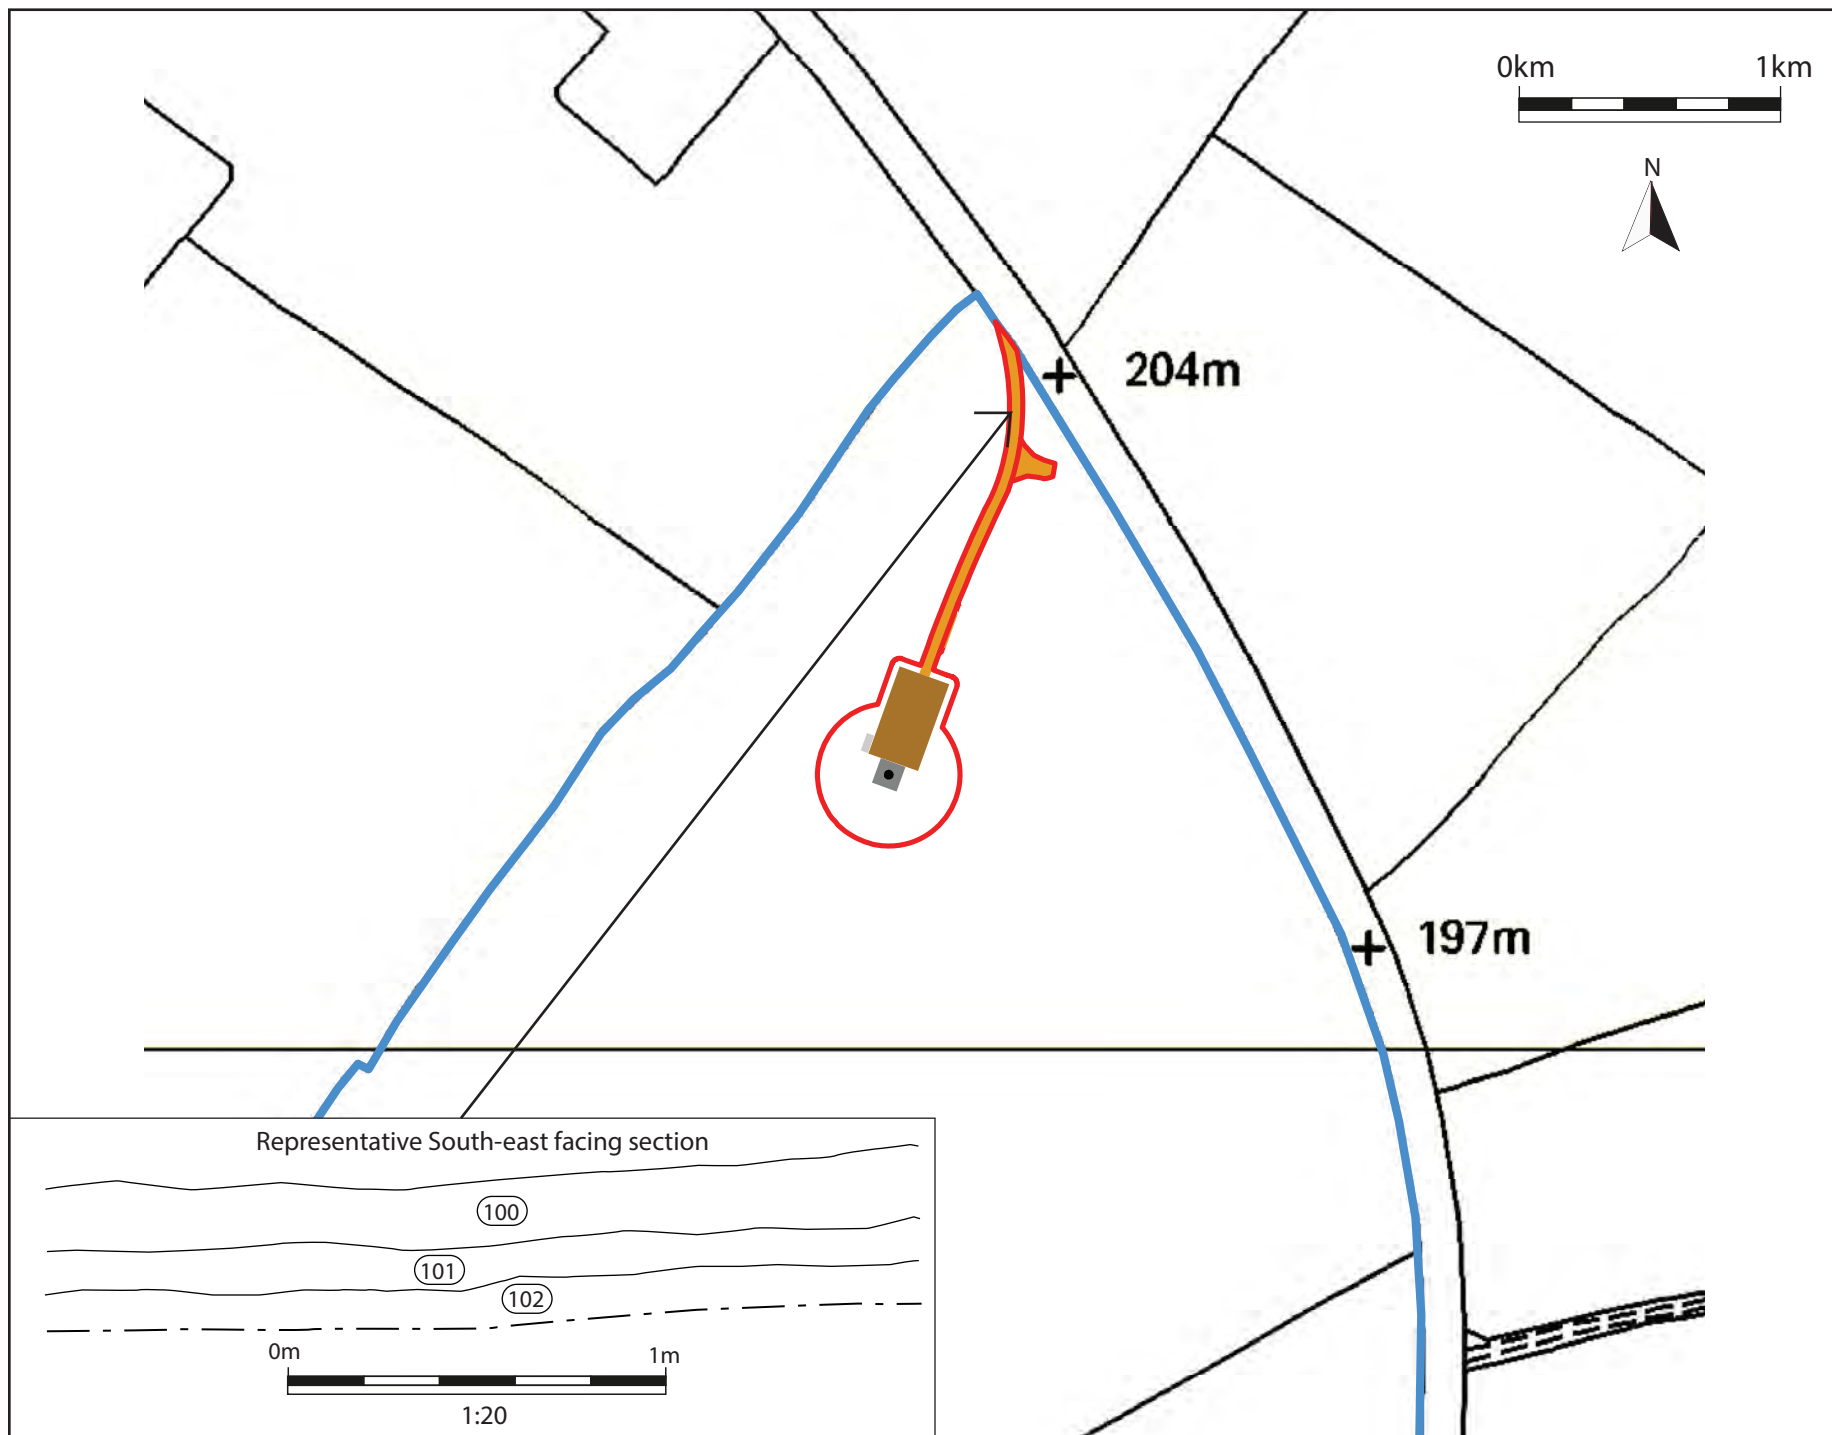 0km 1km
N
204m
197m
Representative South-east facing section
100
101
102
0m 1m
1:20